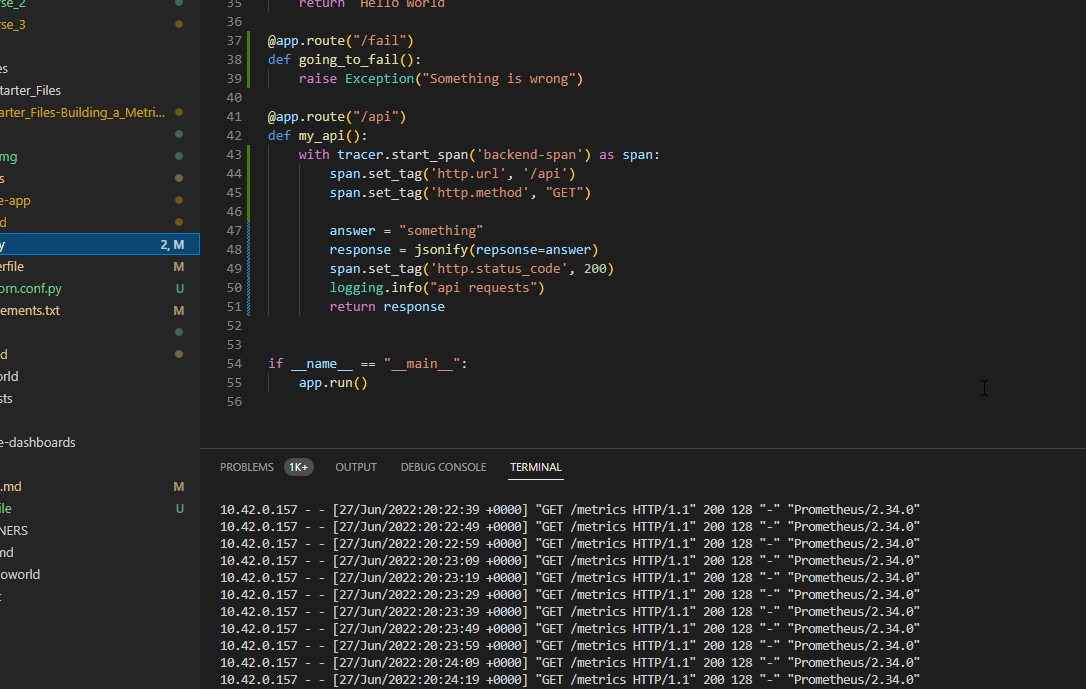 rse_2
rse_3
es
tarter_Files
arter_Files-Building_a_Metri...
mg
s
e-app
d
y 2, M
erfile M
orn.conf.py U
ements.txt M
d
orld
sts
e-dashboards
.md M
ile U
NERS
md
oworld
t
35 return "Hello World"
36
37 @app.route("/fail")
38 def going_to_fail():
39 raise Exception("Something is wrong")
40
41 @app.route("/api")
42 def my_api():
43 with tracer.start_span('backend-span') as span:
44 span.set_tag('http.url', '/api')
45 span.set_tag('http.method', "GET")
46
47 answer = "something"
48 response = jsonify(repsonse=answer)
49 span.set_tag('http.status_code', 200)
50 logging.info("api requests")
51 return response
52
53
54 if __name__ == "__main__":
55 app.run()
56
PROBLEMS 1K+ OUTPUT DEBUG CONSOLE TERMINAL
10.42.0.157 - - [27/Jun/2022:20:22:39 +0000] "GET /metrics HTTP/1.1" 200 128 "-" "Prometheus/2.34.0"
10.42.0.157 - - [27/Jun/2022:20:22:49 +0000] "GET /metrics HTTP/1.1" 200 128 "-" "Prometheus/2.34.0"
10.42.0.157 - - [27/Jun/2022:20:22:59 +0000] "GET /metrics HTTP/1.1" 200 128 "-" "Prometheus/2.34.0"
10.42.0.157 - - [27/Jun/2022:20:23:09 +0000] "GET /metrics HTTP/1.1" 200 128 "-" "Prometheus/2.34.0"
10.42.0.157 - - [27/Jun/2022:20:23:19 +0000] "GET /metrics HTTP/1.1" 200 128 "-" "Prometheus/2.34.0"
10.42.0.157 - - [27/Jun/2022:20:23:29 +0000] "GET /metrics HTTP/1.1" 200 128 "-" "Prometheus/2.34.0"
10.42.0.157 - - [27/Jun/2022:20:23:39 +0000] "GET /metrics HTTP/1.1" 200 128 "-" "Prometheus/2.34.0"
10.42.0.157 - - [27/Jun/2022:20:23:49 +0000] "GET /metrics HTTP/1.1" 200 128 "-" "Prometheus/2.34.0"
10.42.0.157 - - [27/Jun/2022:20:23:59 +0000] "GET /metrics HTTP/1.1" 200 128 "-" "Prometheus/2.34.0"
10.42.0.157 - - [27/Jun/2022:20:24:09 +0000] "GET /metrics HTTP/1.1" 200 128 "-" "Prometheus/2.34.0"
10.42.0.157 - - [27/Jun/2022:20:24:19 +0000] "GET /metrics HTTP/1.1" 200 128 "-" "Prometheus/2.34.0"